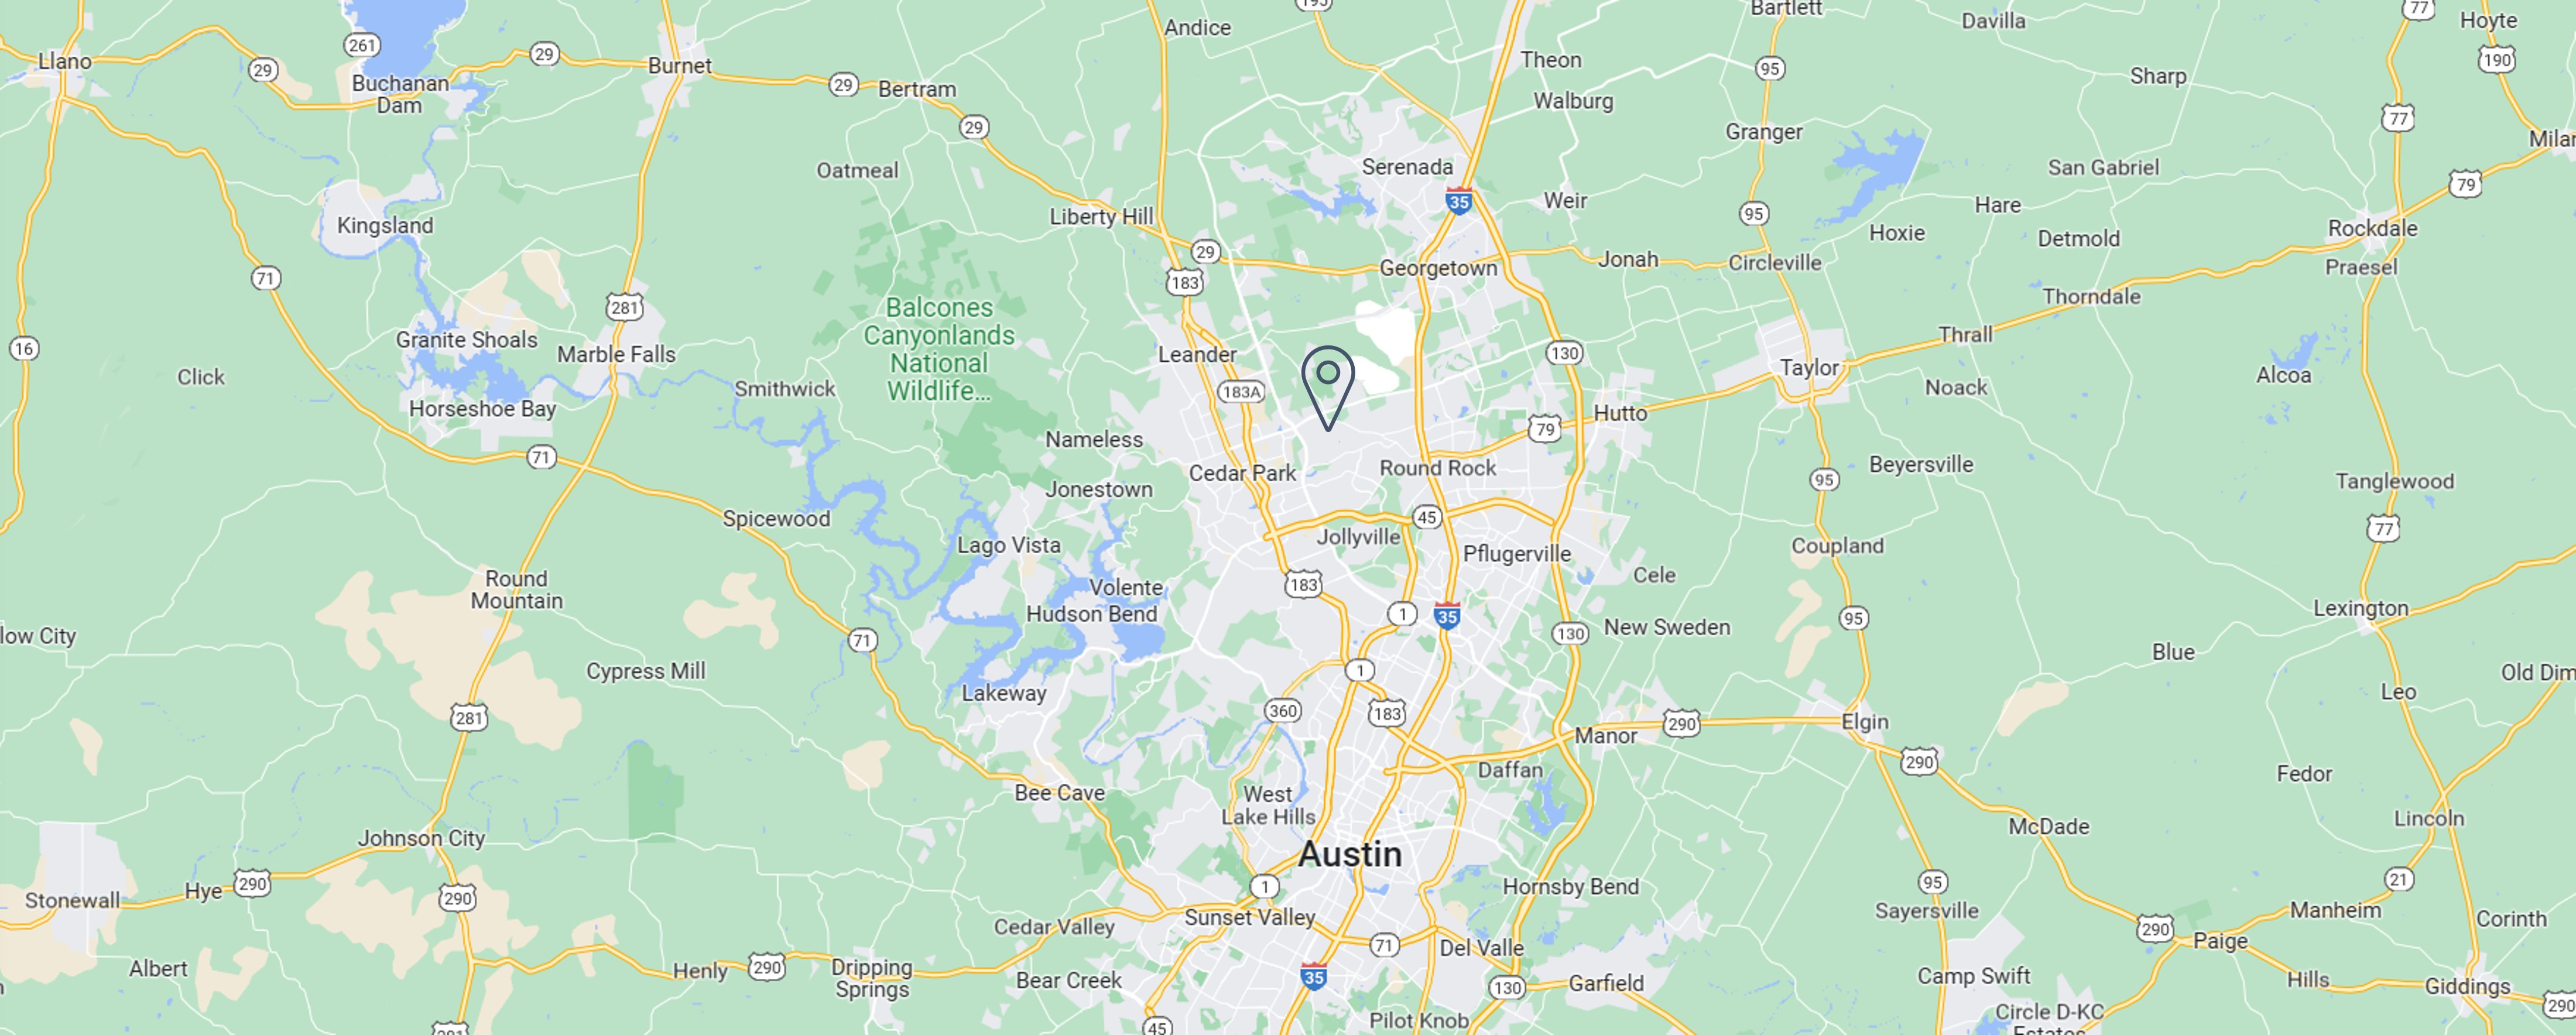 195
Bartlett
77
Hoyte
Davilla
Andice
261
Llano
29
29
Burnet
Theon
190
95
Buchanan
Dam
29
Bertram
Sharp
Walburg
77
29
Granger
Serenada
San Gabriel
Oatmeal
79
35
Weir
95
Hare
Kingsland
Liberty Hill
Rockdale
Hoxie
Detmold
29
Jonah
Circleville
Georgetown
Praesel
71
183
Thorndale
281
Balcones
Canyonlands
National
Wildlife...
Granite Shoals
Thrall
16
Marble Falls
Leander
130
Taylor
Click
Smithwick
183A
Noack
Alcoa
Horseshoe Bay
Hutto
79
Nameless
71
Cedar Park
Round Rock
Beyersville
95
Tanglewood
Jonestown
Spicewood
45
77
Jollyville
Lago Vista
Pflugerville
Coupland
Round
Mountain
Volente
183
Cele
Hudson Bend
1
35
95
Lexington
low City
71
130
New Sweden
Blue
Cypress Mill
1
Old Dim
Lakeway
Leo
281
360
183
Manor
290
Elgin
290
Daffan
Fedor
Bee Cave
West
Lake Hills
Lincoln
McDade
Johnson City
Austin
Stonewall
Hye
290
290
1
Hornsby Bend
95
21
Sayersville
Manheim
Sunset Valley
Corinth
Cedar Valley
290
71
Del Valle
Paige
Albert
Henly
290
Dripping
Springs
Bear Creek
35
130
Garfield
Camp Swift
Hills
Giddings
290
Circle D-KC
Estates
Pilot Knob
45
281